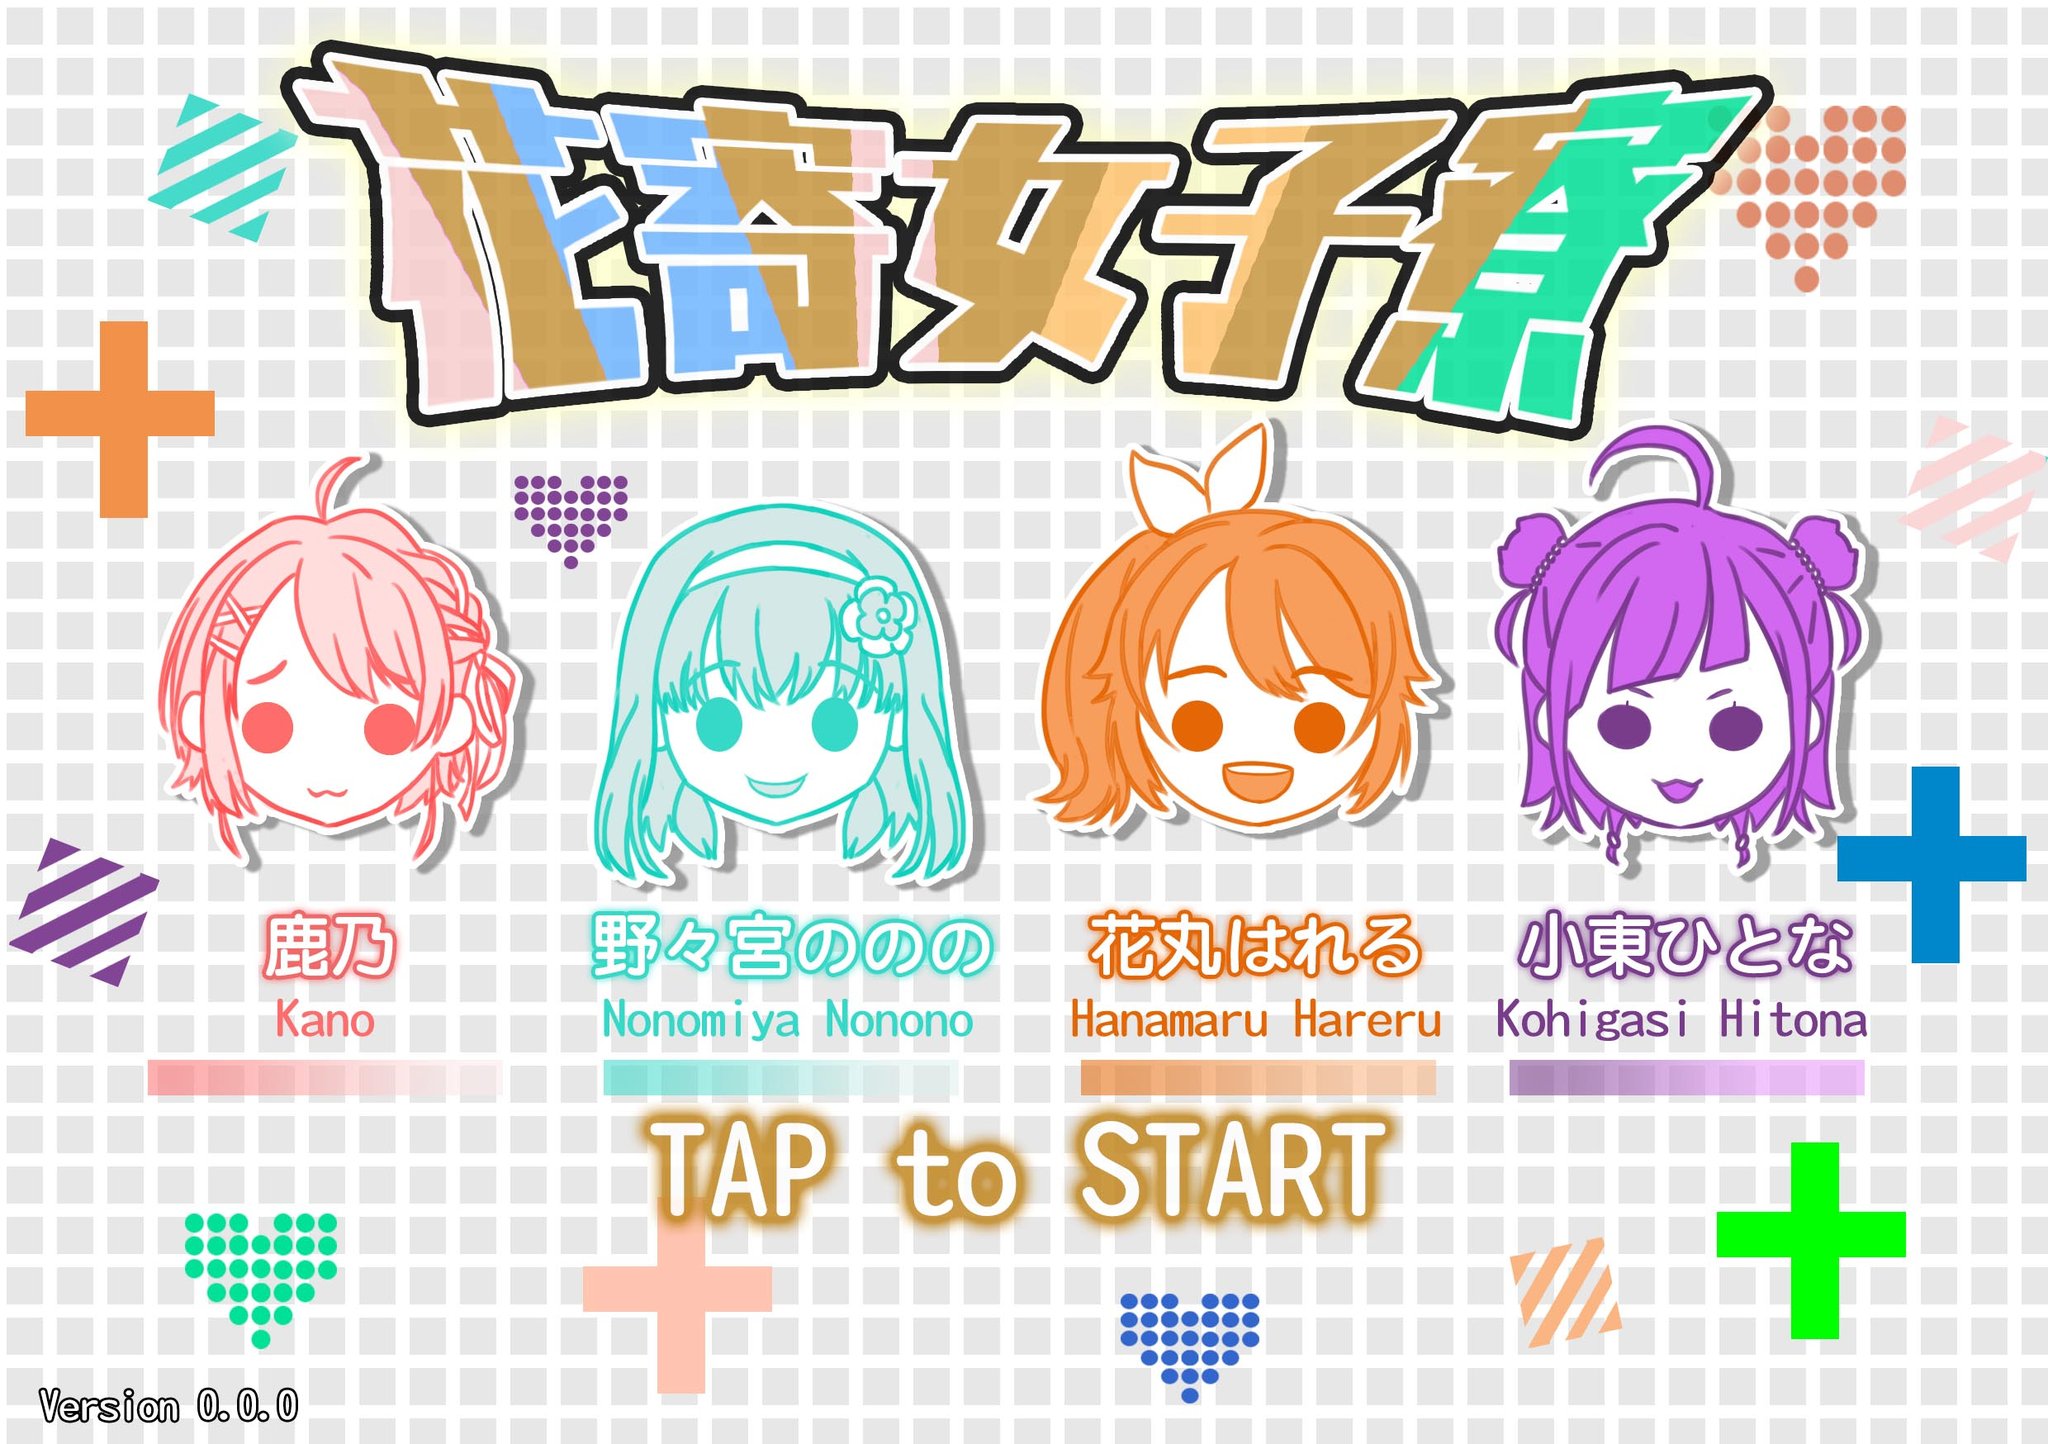 花寄女子寮
鹿乃
Kano
野々宮ののの
Nonomiya Nonono
花丸はれる
Hanamaru Hareru
小東ひとな
Kohigasi Hitona
TAP to START
Version 0.0.0